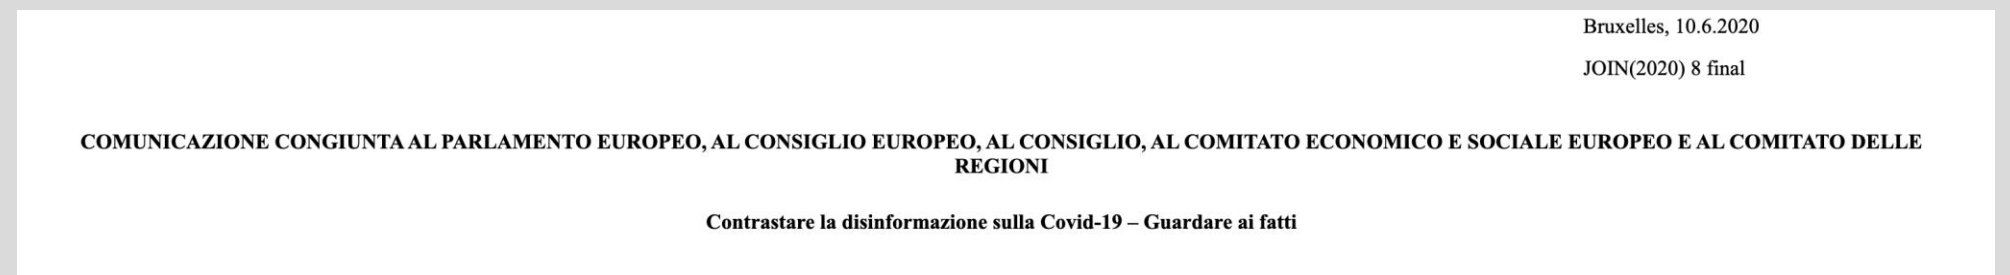 Bruxelles, 10.6.2020
JOIN(2020) 8 final
COMUNICAZIONE CONGIUNTA AL PARLAMENTO EUROPEO, AL CONSIGLIO EUROPEO, AL CONSIGLIO, AL COMITATO ECONOMICO E SOCIALE EUROPEO E AL COMITATO DELLE
REGIONI
Contrastare la disinformazione sulla Covid-19 – Guardare ai fatti